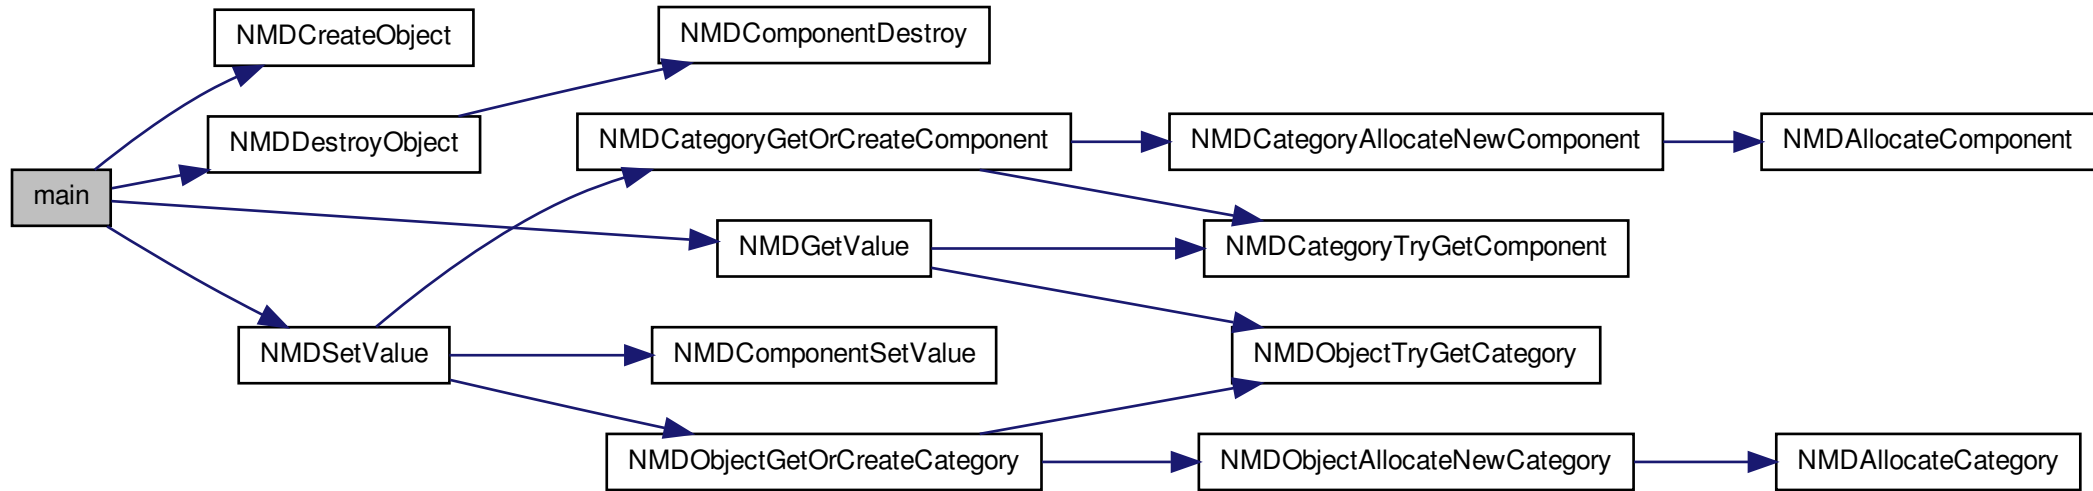 NMDCreateObject
NMDComponentDestroy
NMDDestroyObject
NMDCategoryGetOrCreateComponent
NMDCategoryAllocateNewComponent
NMDAllocateComponent
main
NMDGetValue
NMDCategoryTryGetComponent
NMDSetValue
NMDComponentSetValue
NMDObjectTryGetCategory
NMDObjectGetOrCreateCategory
NMDObjectAllocateNewCategory
NMDAllocateCategory